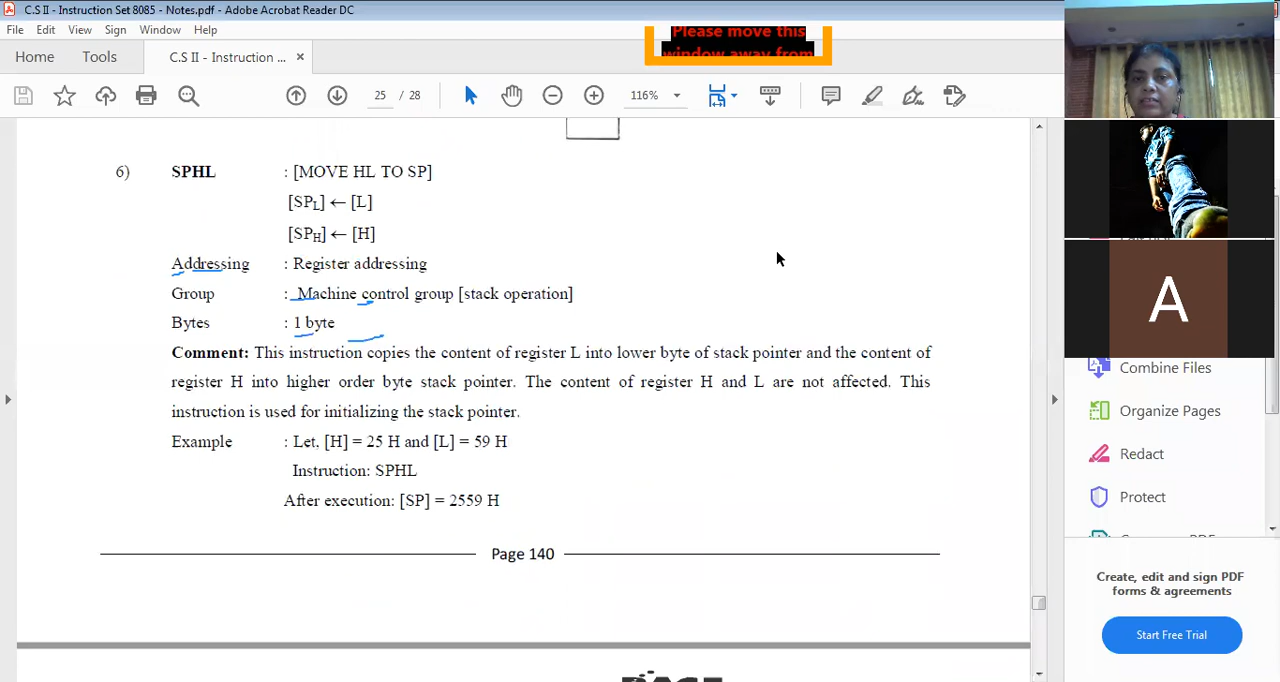 C.S II - Instruction Set 8085 - Notes.pdf - Adobe Acrobat Reader DC
File Edit View Sign Window Help
Please move this
window away from
Home Tools C.S II - Instruction ... ×
25 / 28 116%
6) SPHL : [MOVE HL TO SP]
[SPL] ← [L]
[SPH] ← [H]
Addressing : Register addressing
Group : Machine control group [stack operation]
Bytes : 1 byte
Comment: This instruction copies the content of register L into lower byte of stack pointer and the content of
register H into higher order byte stack pointer. The content of register H and L are not affected. This
instruction is used for initializing the stack pointer.
Example : Let, [H] = 25 H and [L] = 59 H
Instruction: SPHL
After execution: [SP] = 2559 H
Page 140
A
Combine Files
Organize Pages
Redact
Protect
Create, edit and sign PDF
forms & agreements
Start Free Trial